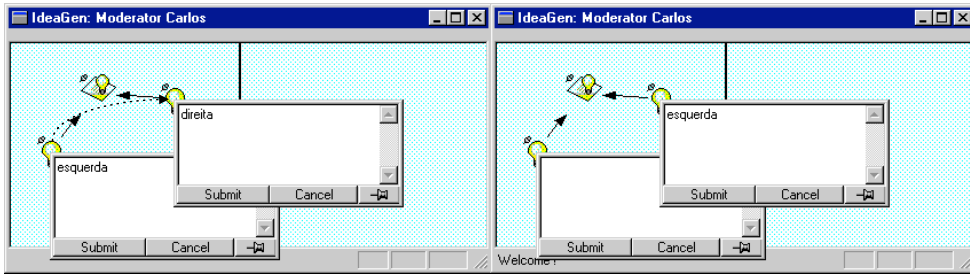 IdeaGen: Moderator Carlos
direita
esquerda
Submit Cancel
Submit Cancel
IdeaGen: Moderator Carlos
esquerda
Submit Cancel
Submit Cancel
Welcome !